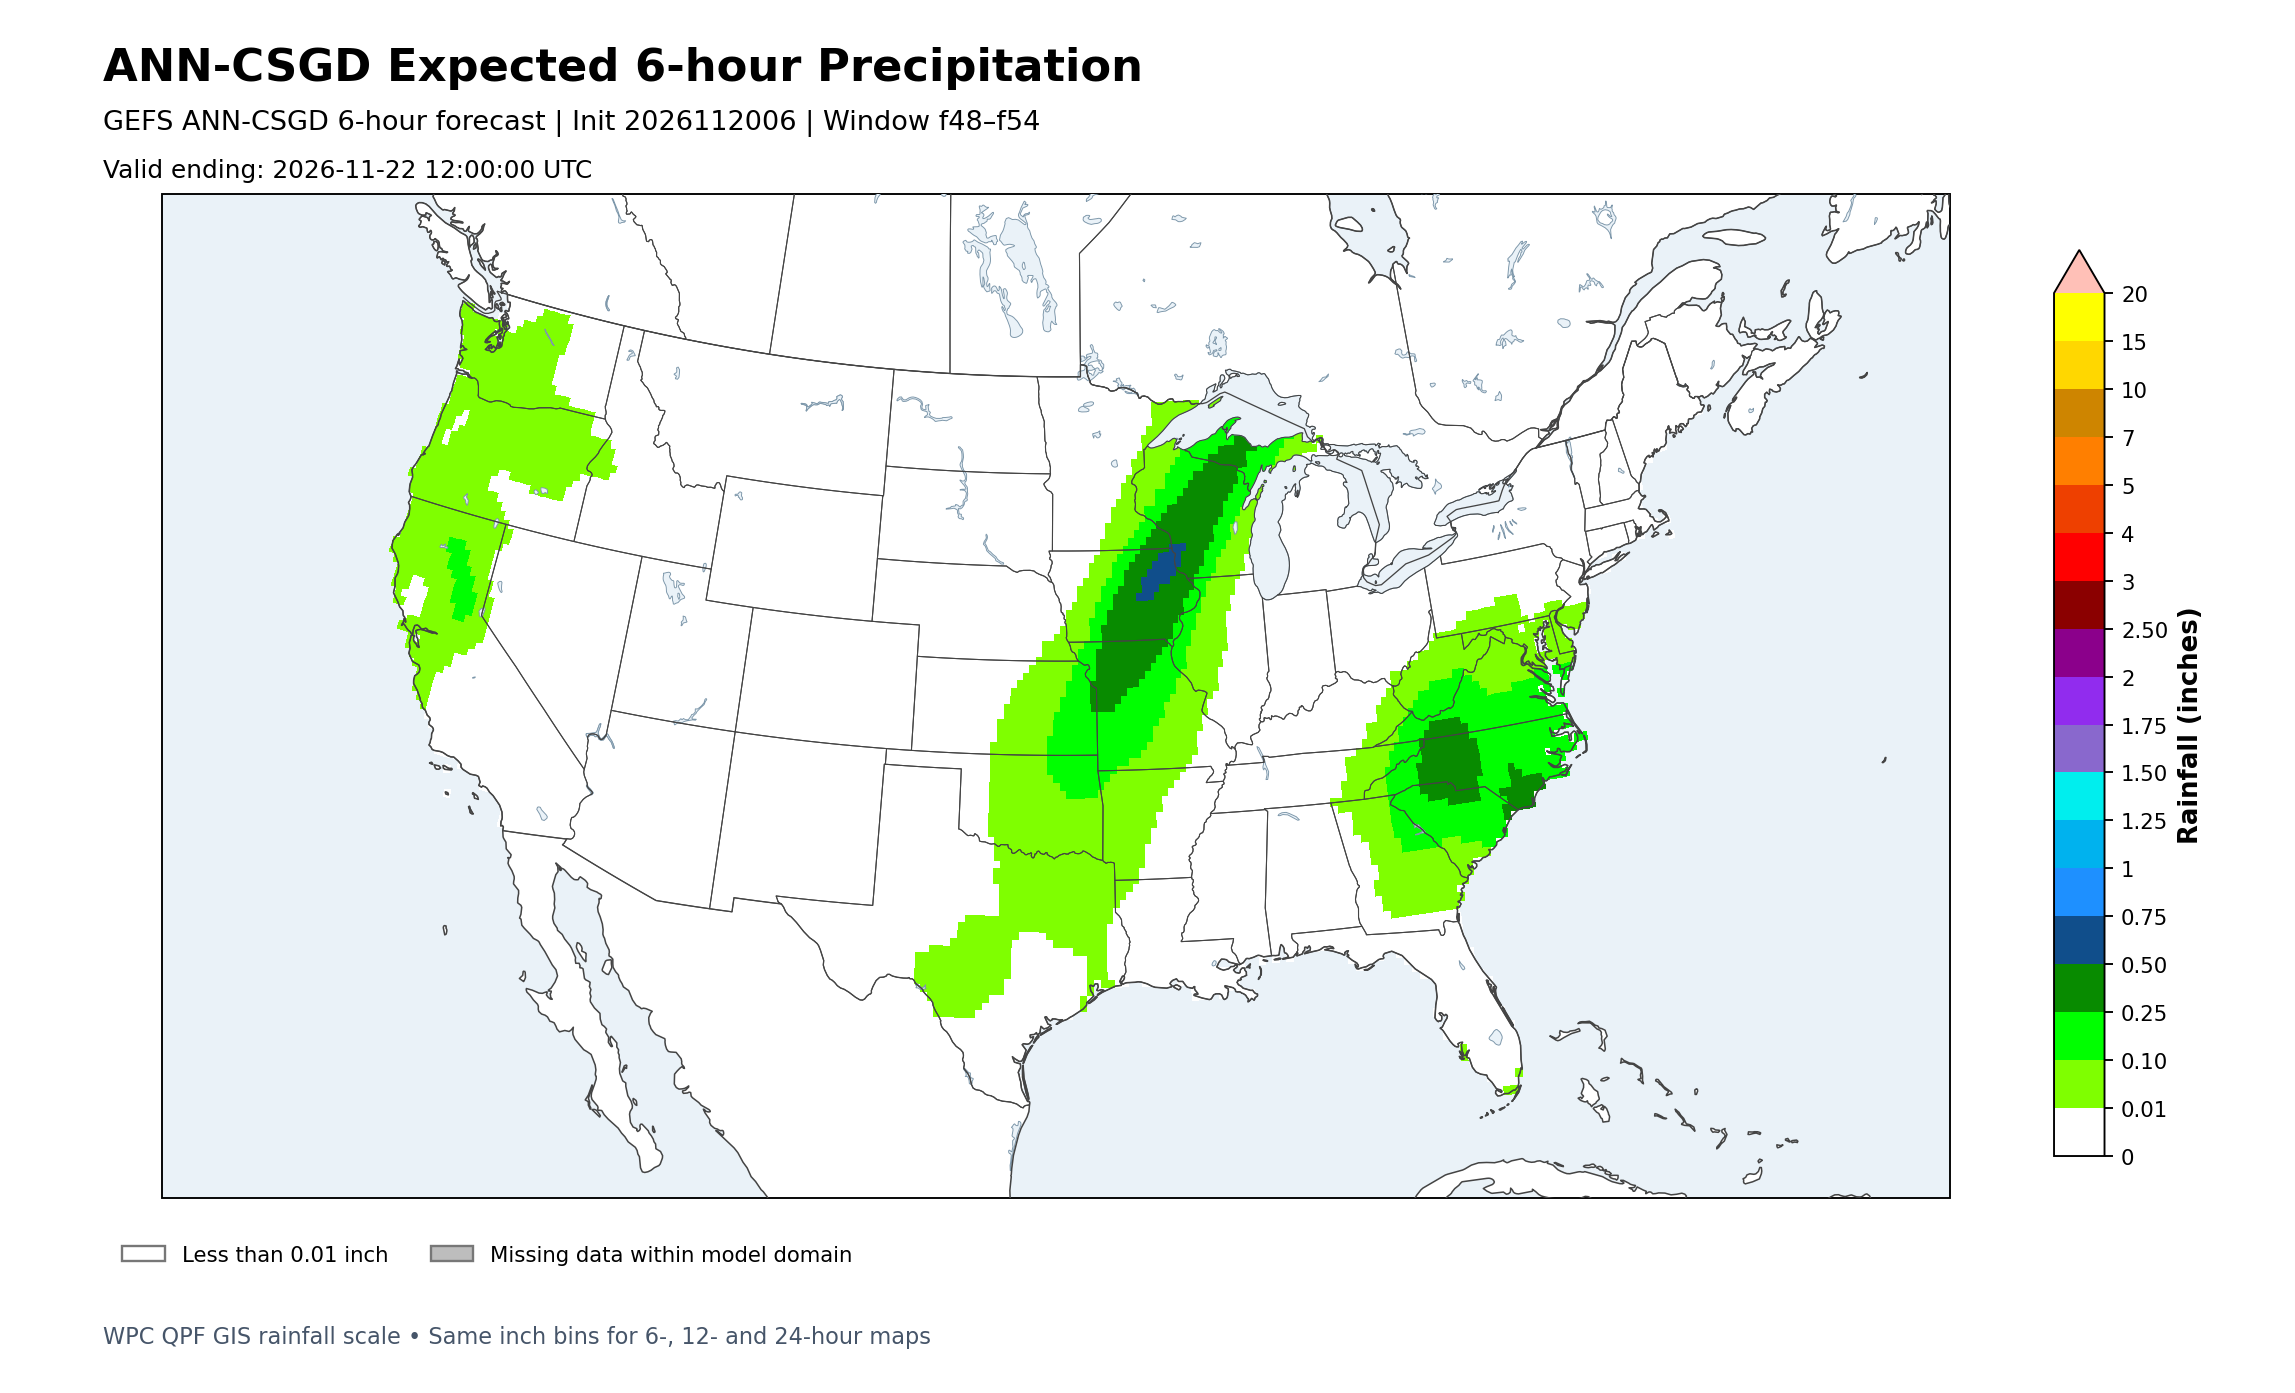 ANN-CSGD Expected 6-hour Precipitation
GEFS ANN-CSGD 6-hour forecast | Init 2026112006 | Window f48–f54
Valid ending: 2026-11-22 12:00:00 UTC
20
15
10
7
5
4
3
2.50
2
1.75
1.50
1.25
1
0.75
0.50
0.25
0.10
0.01
0
Rainfall (inches)
Less than 0.01 inch
Missing data within model domain
WPC QPF GIS rainfall scale • Same inch bins for 6-, 12- and 24-hour maps